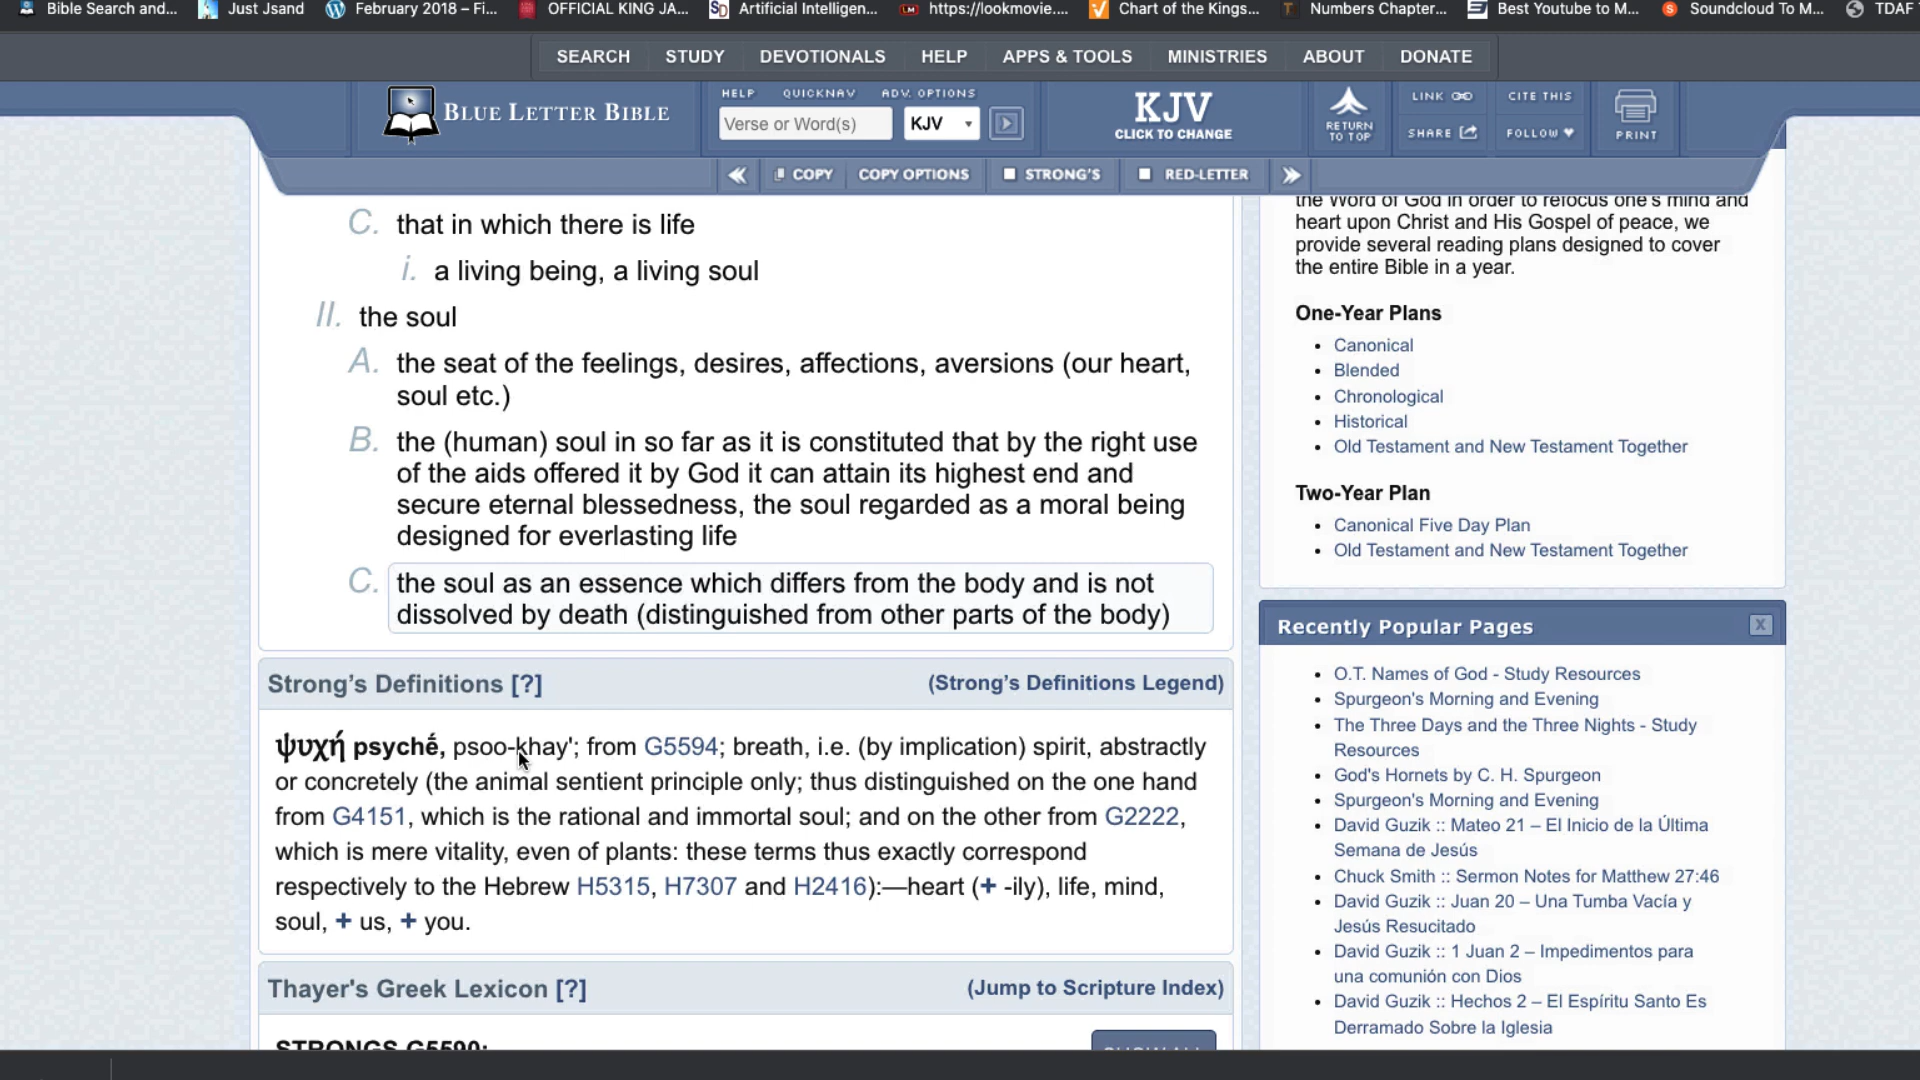 Bible Search and...
Just Jsand
February 2018 – Fi...
OFFICIAL KING JA...
Artificial Intelligen...
https://lookmovie....
Chart of the Kings...
Numbers Chapter...
Best Youtube to M...
Soundcloud To M...
TDAF
SEARCH STUDY DEVOTIONALS HELP APPS & TOOLS MINISTRIES ABOUT DONATE
BLUE LETTER BIBLE
HELP QUICKNAV ADV. OPTIONS
Verse or Word(s)
KJV
KJV
CLICK TO CHANGE
RETURN
TO TOP
LINK
CITE THIS
SHARE
FOLLOW
PRINT
COPY COPY OPTIONS STRONG'S RED-LETTER
C. that in which there is life
i. a living being, a living soul
II. the soul
A. the seat of the feelings, desires, affections, aversions (our heart,
soul etc.)
B. the (human) soul in so far as it is constituted that by the right use
of the aids offered it by God it can attain its highest end and
secure eternal blessedness, the soul regarded as a moral being
designed for everlasting life
C. the soul as an essence which differs from the body and is not
dissolved by death (distinguished from other parts of the body)
Strong’s Definitions [?]
(Strong’s Definitions Legend)
ψυχή psychḗ, psoo-khay'; from G5594; breath, i.e. (by implication) spirit, abstractly
or concretely (the animal sentient principle only; thus distinguished on the one hand
from G4151, which is the rational and immortal soul; and on the other from G2222,
which is mere vitality, even of plants: these terms thus exactly correspond
respectively to the Hebrew H5315, H7307 and H2416):—heart (+ -ily), life, mind,
soul, + us, + you.
Thayer's Greek Lexicon [?]
(Jump to Scripture Index)
STRONGS G5590:
SHOW ALL
the Word of God in order to refocus one's mind and
heart upon Christ and His Gospel of peace, we
provide several reading plans designed to cover
the entire Bible in a year.
One-Year Plans
• Canonical
• Blended
• Chronological
• Historical
• Old Testament and New Testament Together
Two-Year Plan
• Canonical Five Day Plan
• Old Testament and New Testament Together
Recently Popular Pages
X
• O.T. Names of God - Study Resources
• Spurgeon's Morning and Evening
• The Three Days and the Three Nights - Study
Resources
• God's Hornets by C. H. Spurgeon
• Spurgeon's Morning and Evening
• David Guzik :: Mateo 21 – El Inicio de la Última
Semana de Jesús
• Chuck Smith :: Sermon Notes for Matthew 27:46
• David Guzik :: Juan 20 – Una Tumba Vacía y
Jesús Resucitado
• David Guzik :: 1 Juan 2 – Impedimentos para
una comunión con Dios
• David Guzik :: Hechos 2 – El Espíritu Santo Es
Derramado Sobre la Iglesia